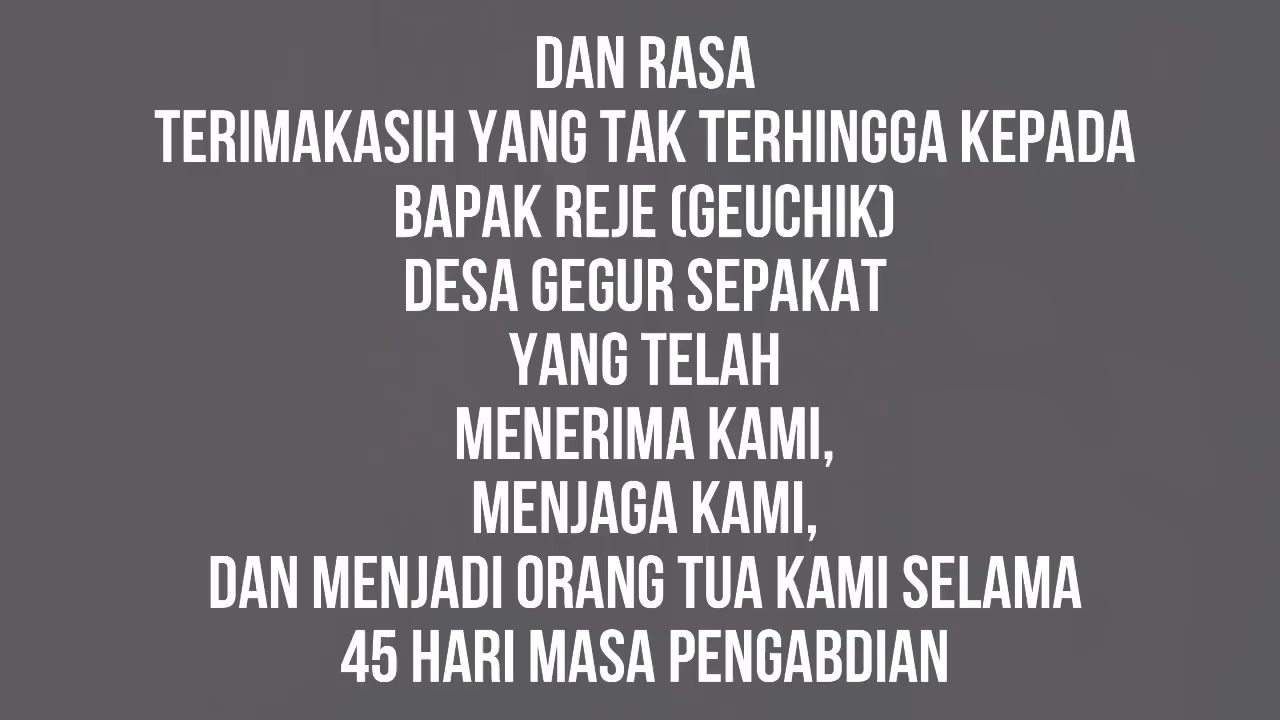 DAN RASA
TERIMAKASIH YANG TAK TERHINGGA KEPADA
BAPAK REJE (GEUCHIK)
DESA GEGUR SEPAKAT
YANG TELAH
MENERIMA KAMI,
MENJAGA KAMI,
DAN MENJADI ORANG TUA KAMI SELAMA
45 HARI MASA PENGABDIAN